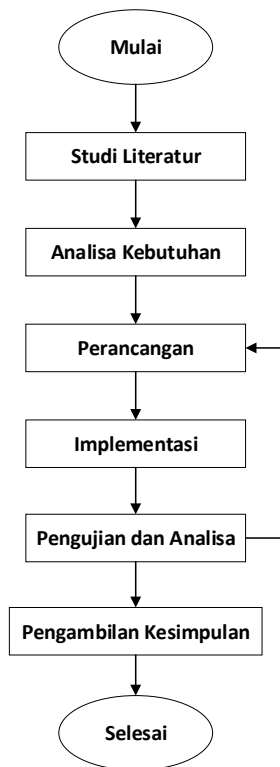 Mulai
Studi Literatur
Analisa Kebutuhan
Perancangan
Implementasi
Pengujian dan Analisa
Pengambilan Kesimpulan
Selesai